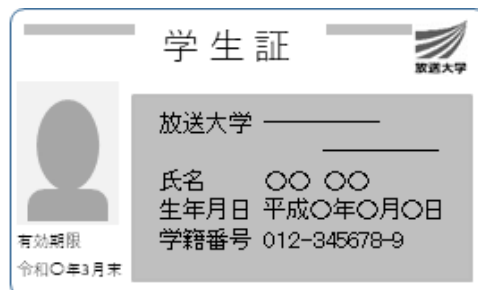 学生証
放送大学
放送大学
氏名 〇〇 〇〇
生年月日 平成〇年〇月〇日
学籍番号 012-345678-9
有効期限
令和〇年3月末